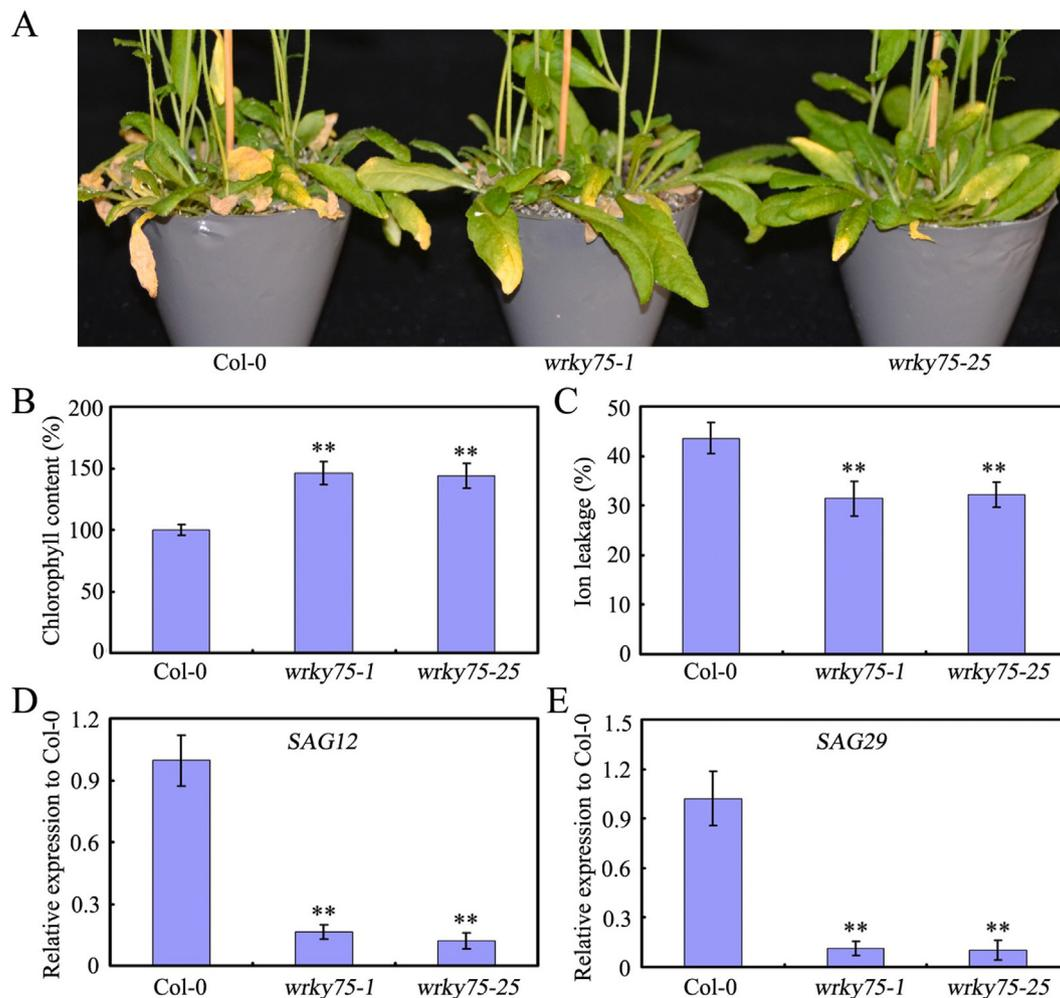 A
Col-0 wrky75-1 wrky75-25
B
Chlorophyll content (%)
200
150
100
50
0
** **
Col-0 wrky75-1 wrky75-25
C
Ion leakage (%)
50
40
30
20
10
0
** **
Col-0 wrky75-1 wrky75-25
D
Relative expression to Col-0
1.2
0.9
0.6
0.3
0
SAG12
** **
Col-0 wrky75-1 wrky75-25
E
Relative expression to Col-0
1.5
1.2
0.9
0.6
0.3
0
SAG29
** **
Col-0 wrky75-1 wrky75-25